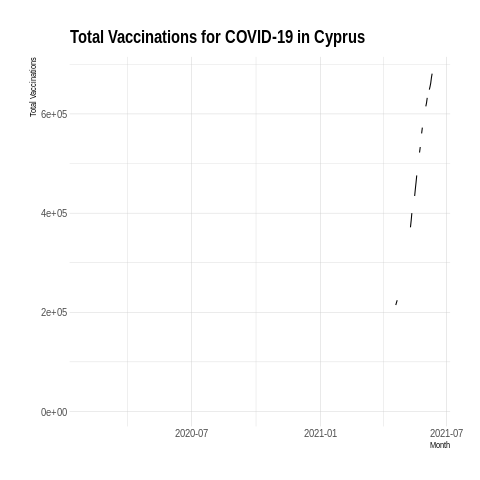 Total Vaccinations for COVID-19 in Cyprus
Total Vaccinations
6e+05
4e+05
2e+05
0e+00
2020-07 2021-01 2021-07
Month